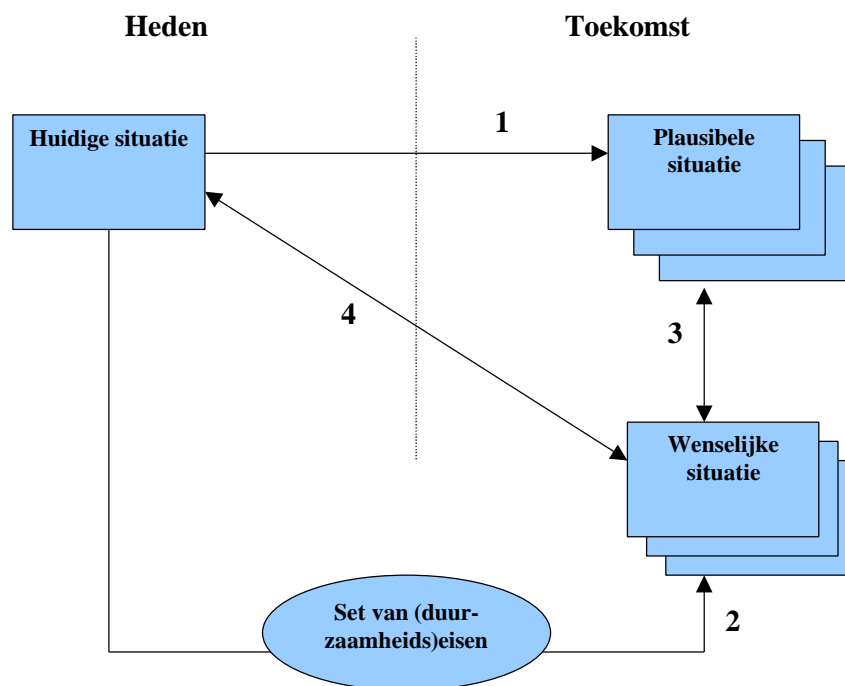 Heden
Toekomst
1
Huidige situatie
Plausibele
situatie
4
3
Wenselijke
situatie
Set van (duur-
zaamheids)eisen
2